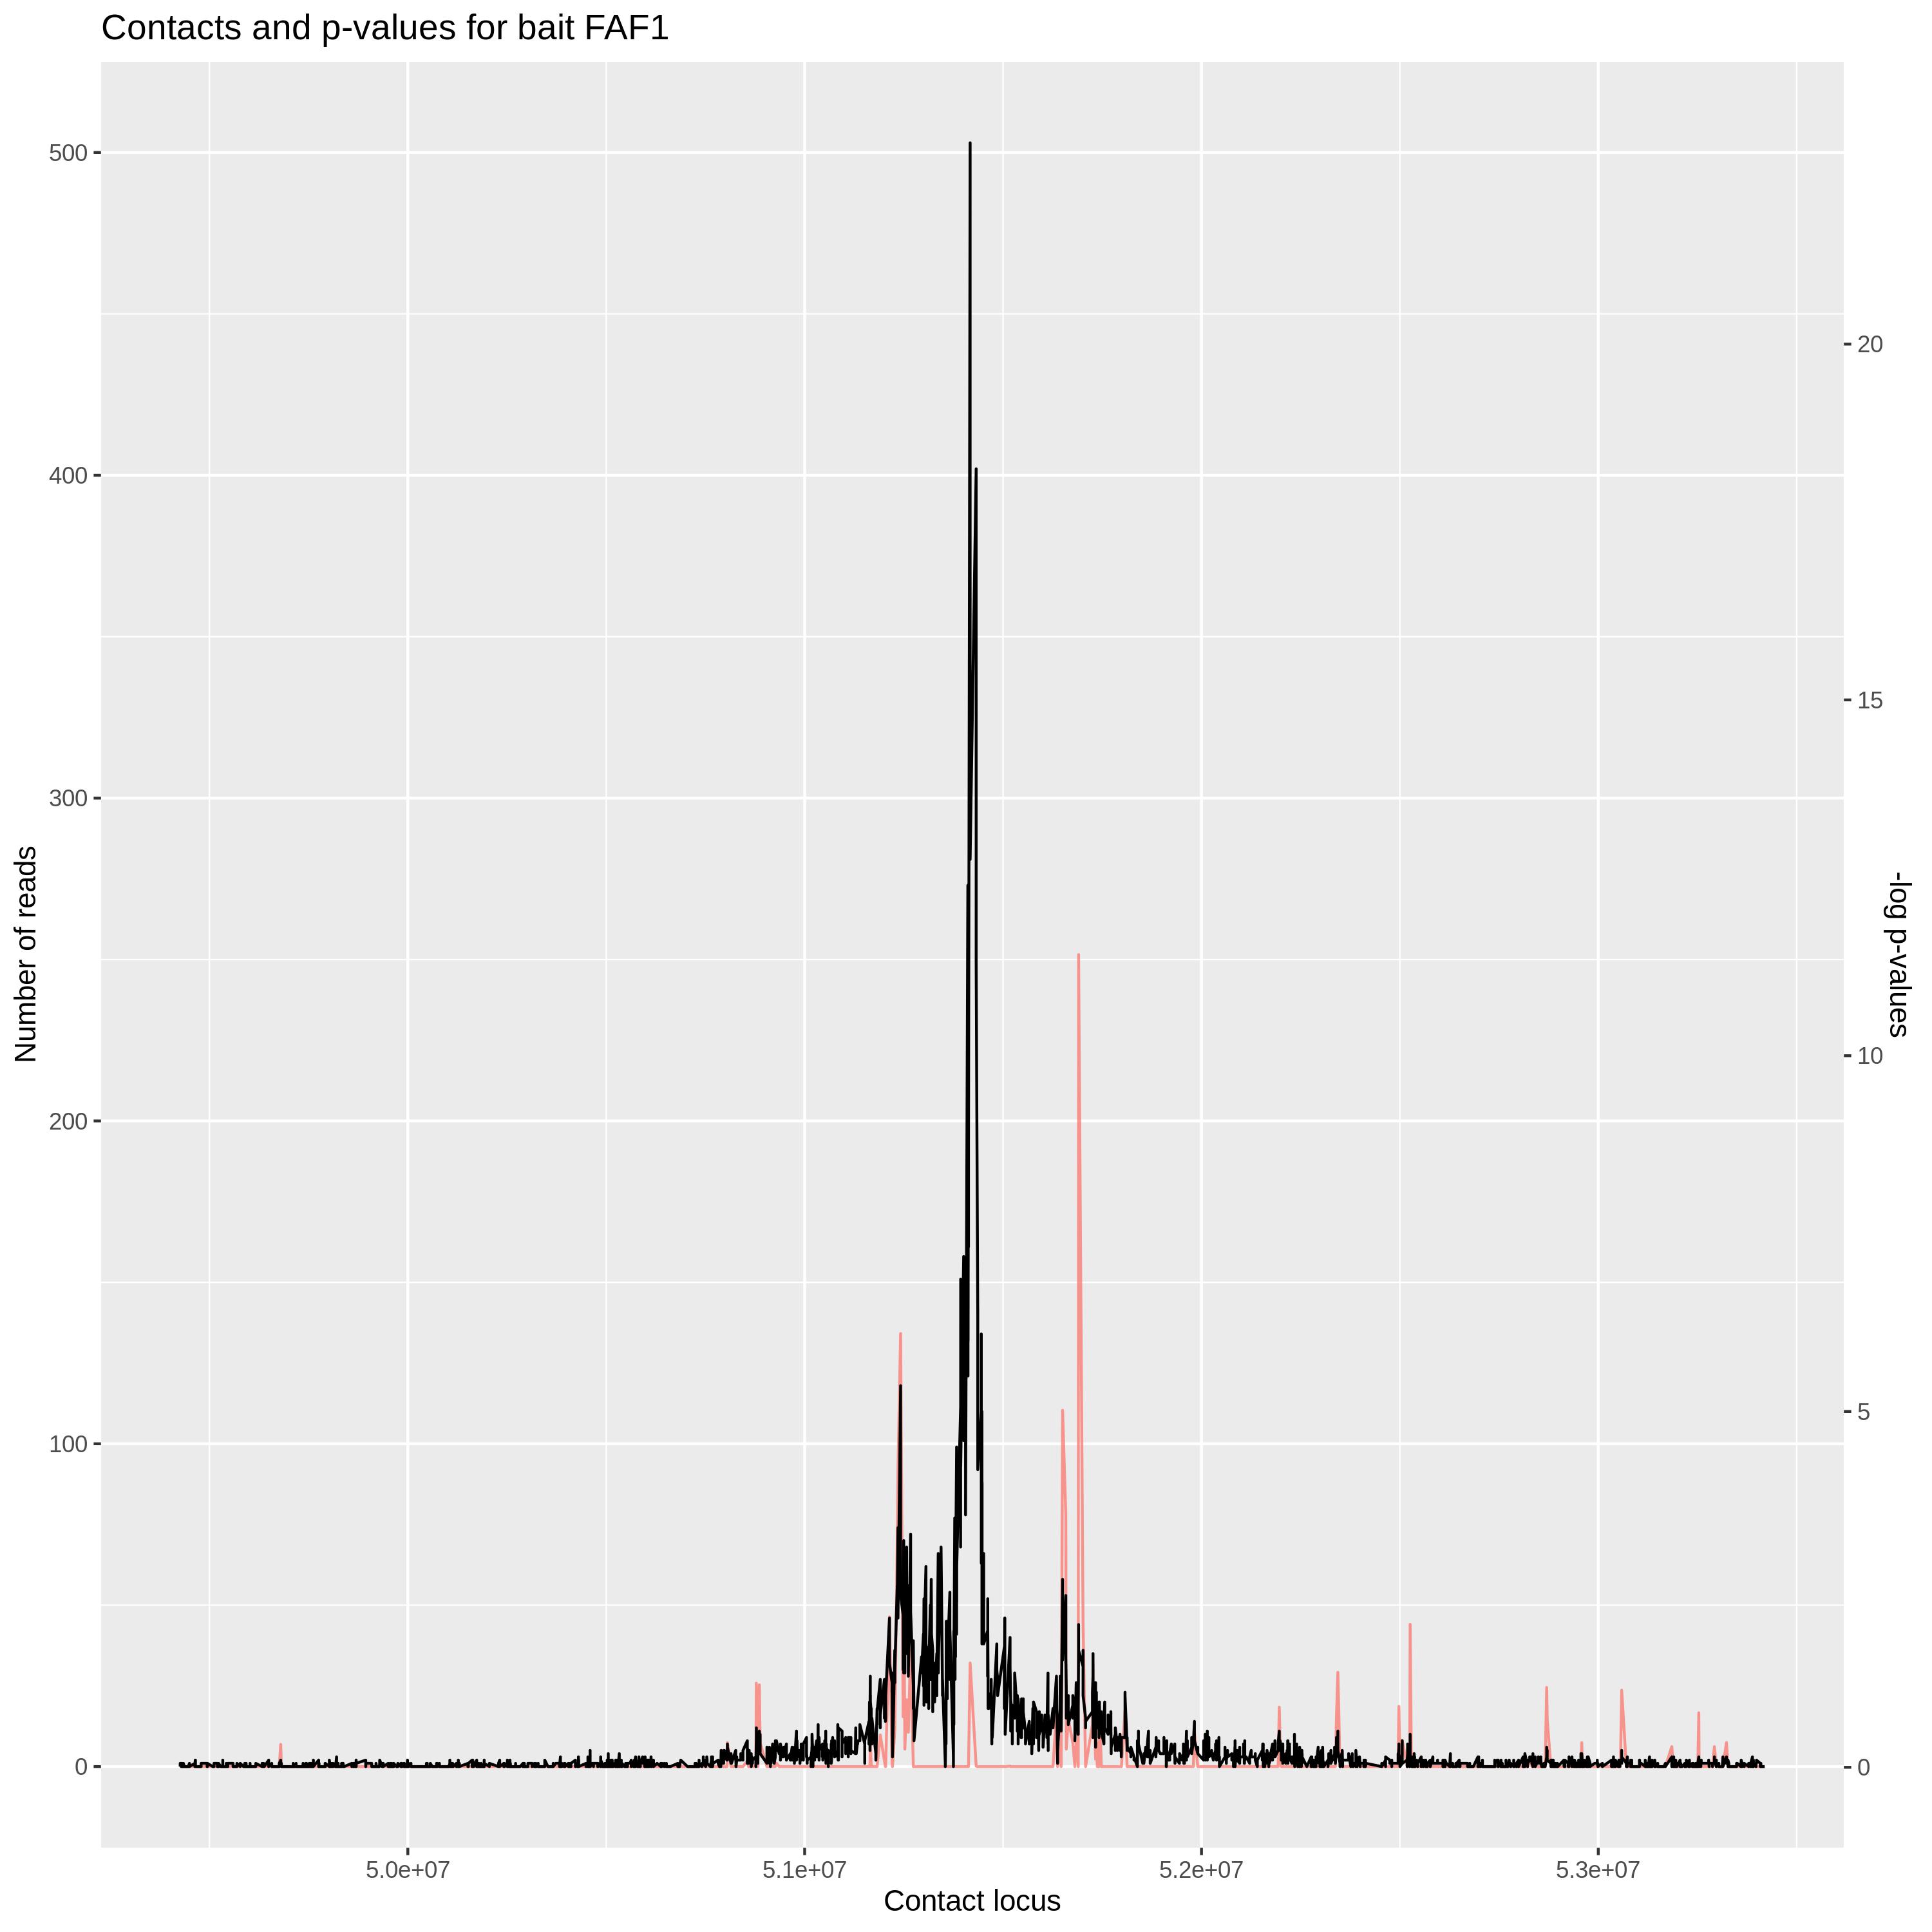 Contacts and p-values for bait FAF1
500
400
300
200
100
0
Number of reads
20
15
10
5
0
-log p-values
5.0e+07
5.1e+07
5.2e+07
5.3e+07
Contact locus